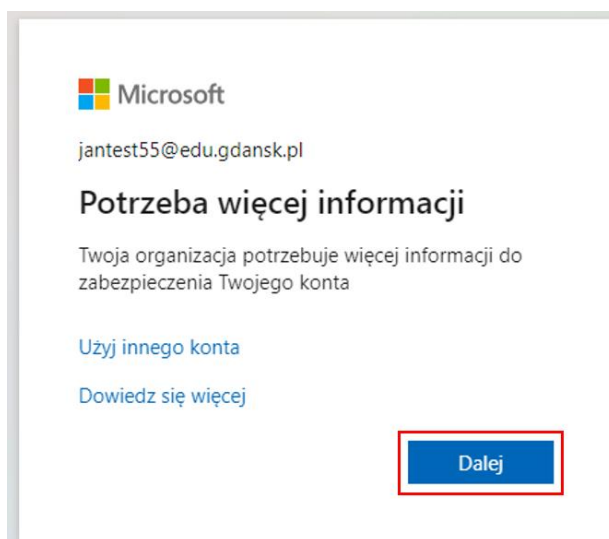 Microsoft
jantest55@edu.gdansk.pl
Potrzeba więcej informacji
Twoja organizacja potrzebuje więcej informacji do
zabezpieczenia Twojego konta
Użyj innego konta
Dowiedz się więcej
Dalej